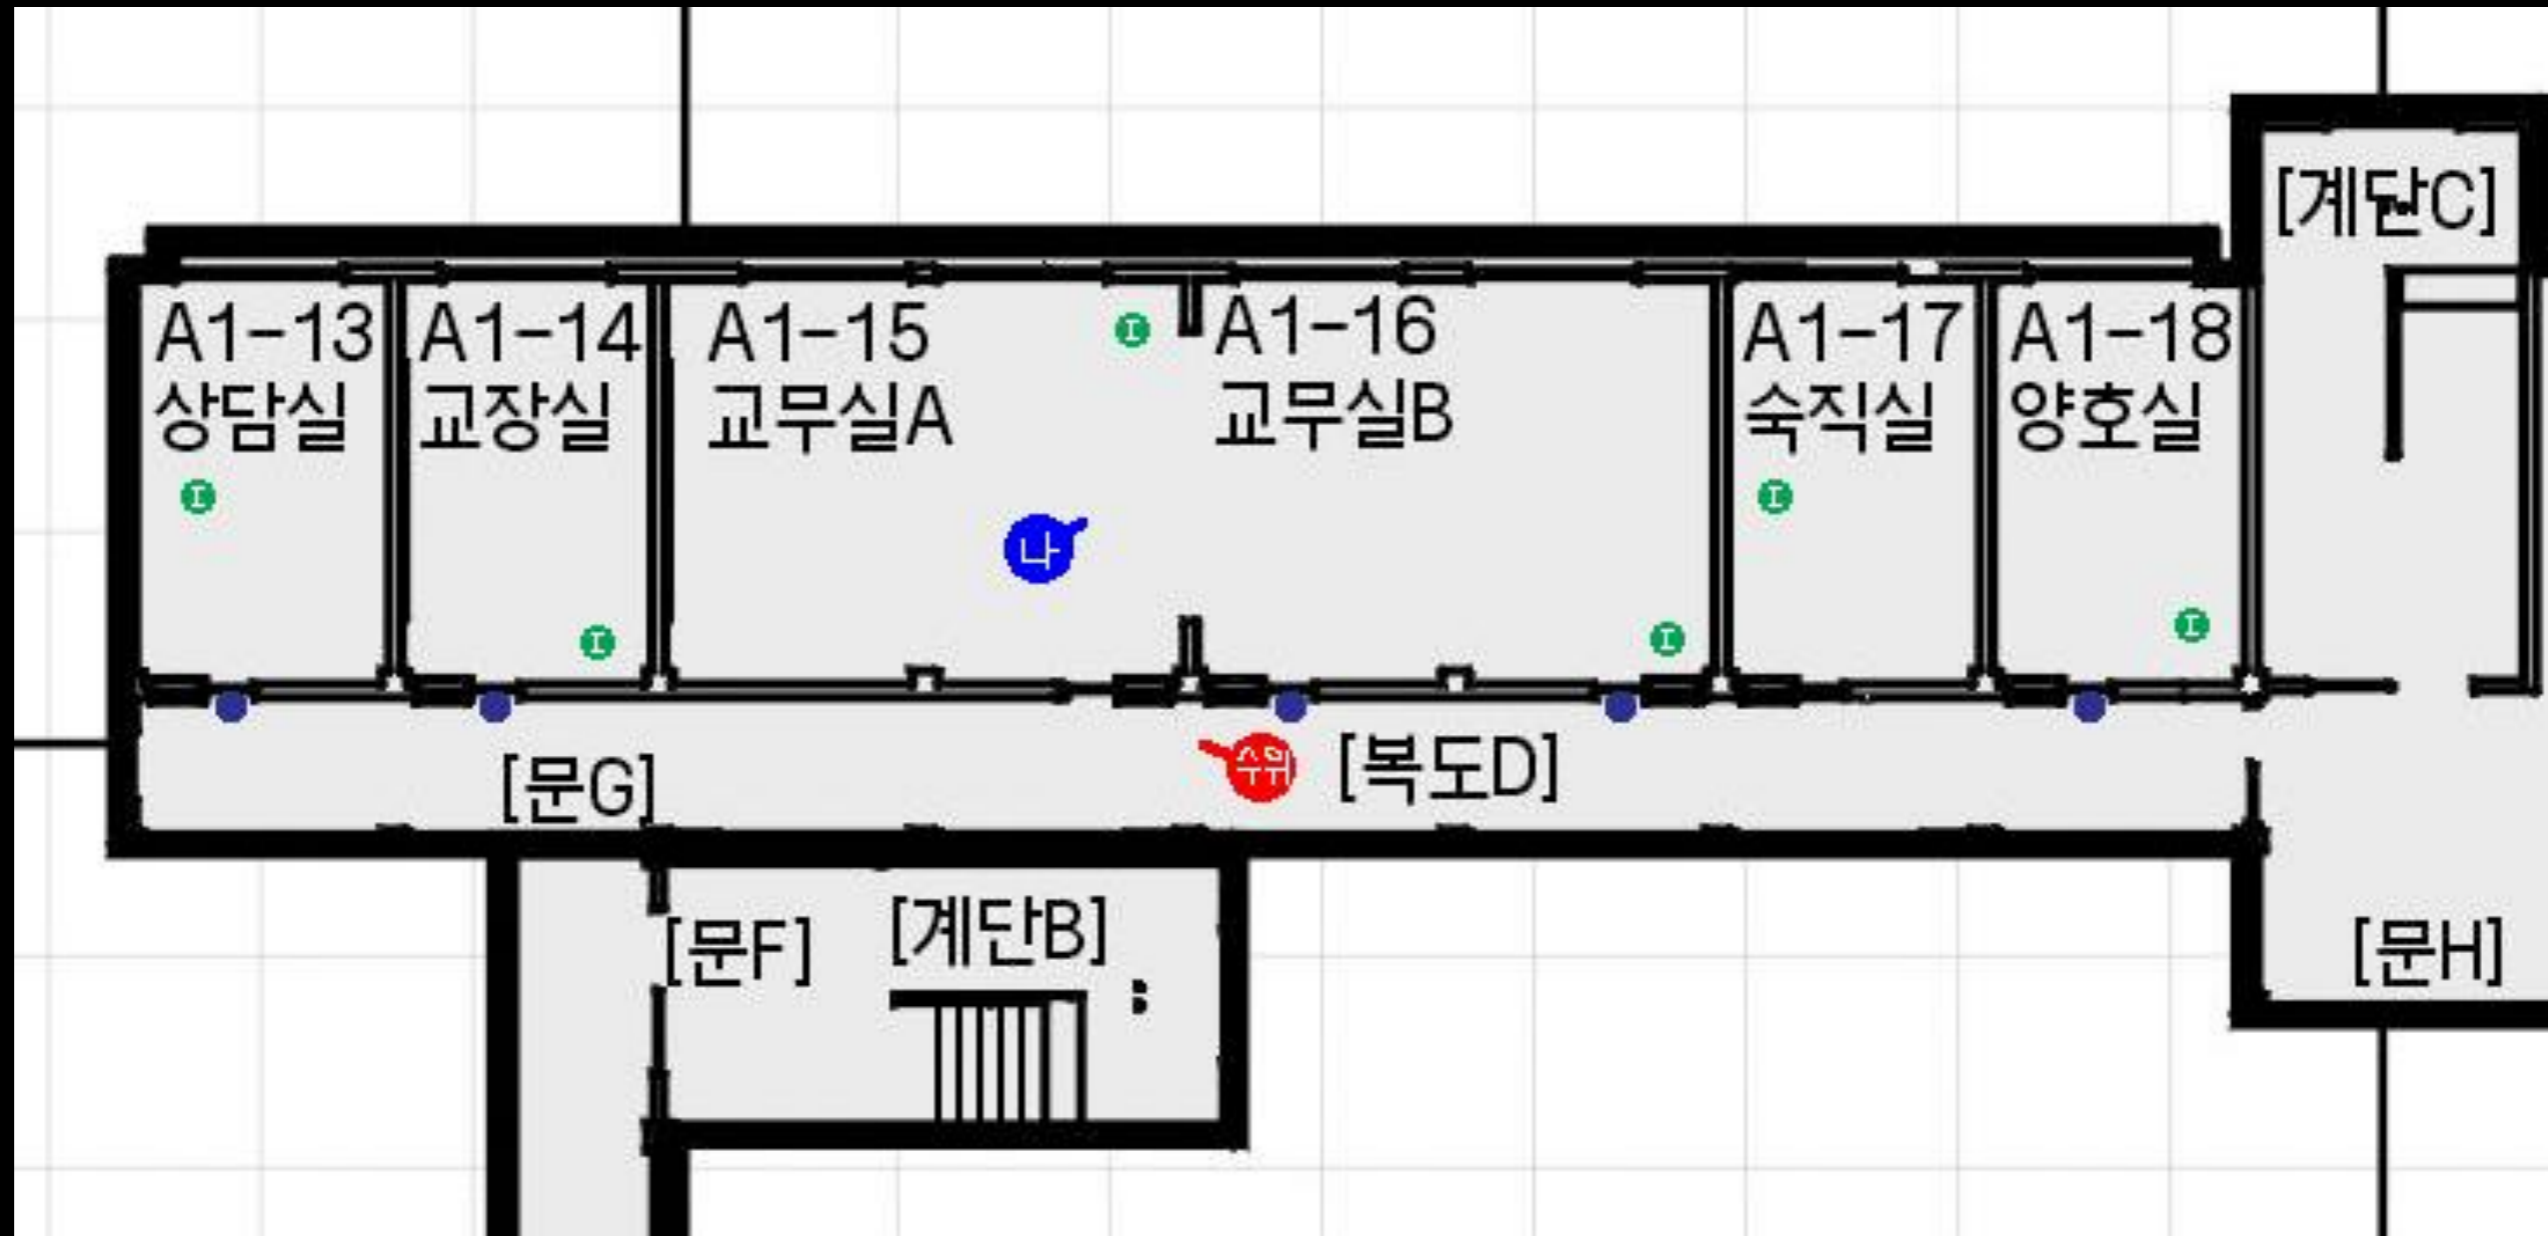 [계단C]
A1-13
상담실
A1-14
교장실
A1-15
교무실A
A1-16
교무실B
A1-17
숙직실
A1-18
양호실
I
I
I
I
I
I
나
수위
[문G]
[복도D]
[문F]
[계단B]
[문H]